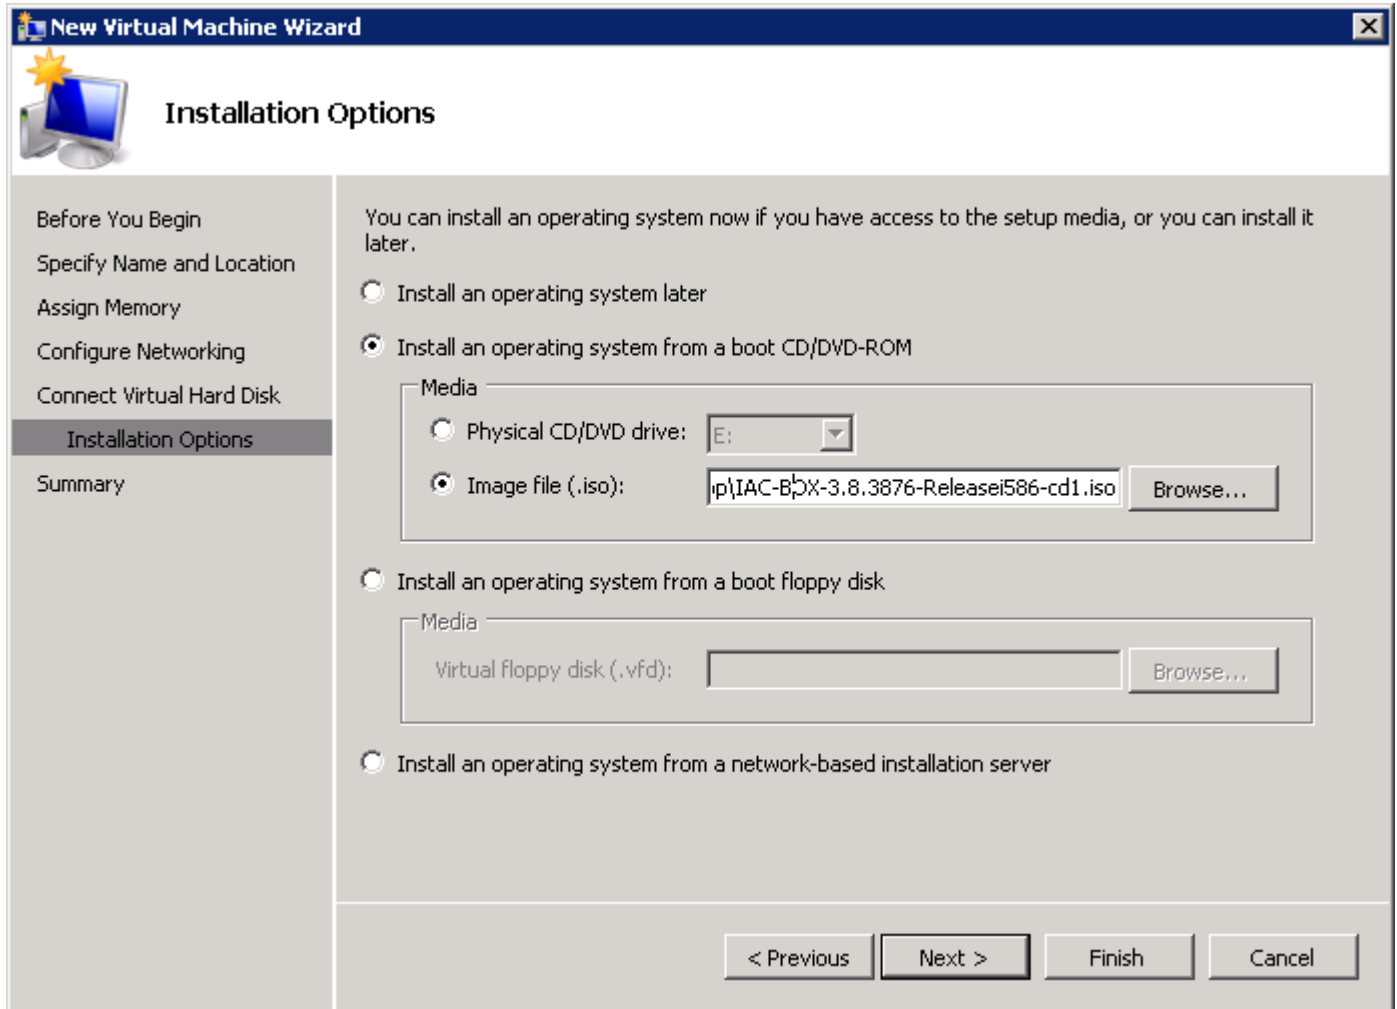 New Virtual Machine Wizard
Installation Options
Before You Begin
Specify Name and Location
Assign Memory
Configure Networking
Connect Virtual Hard Disk
Installation Options
Summary
You can install an operating system now if you have access to the setup media, or you can install it
later.
Install an operating system later
Install an operating system from a boot CD/DVD-ROM
Media
Physical CD/DVD drive: E:
Image file (.iso): ıp\IAC-BOX-3.8.3876-Releasei586-cd1.iso Browse...
Install an operating system from a boot floppy disk
Media
Virtual floppy disk (.vfd): Browse...
Install an operating system from a network-based installation server
< Previous Next > Finish Cancel